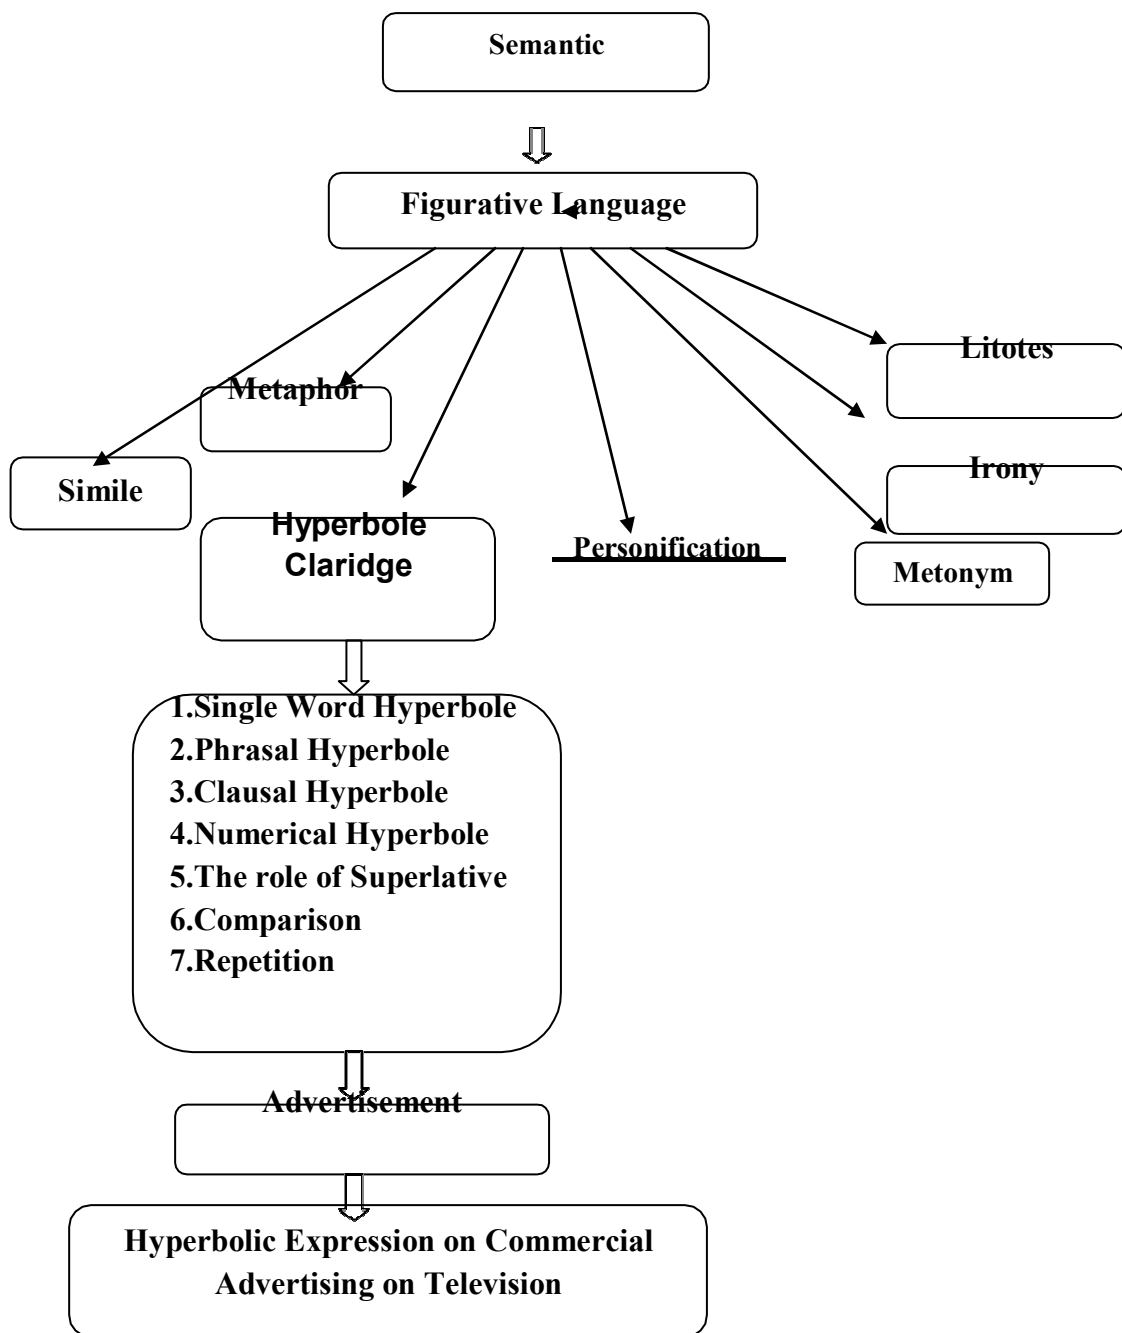 Semantic
Figurative Language
Litotes
Metaphor
Irony
Simile
Hyperbole
Claridge
Personification
Metonym
1.Single Word Hyperbole
2.Phrasal Hyperbole
3.Clausal Hyperbole
4.Numerical Hyperbole
5.The role of Superlative
6.Comparison
7.Repetition
Advertisement
Hyperbolic Expression on Commercial
Advertising on Television